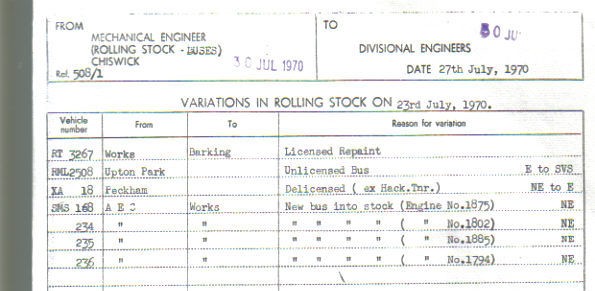 FROM
MECHANICAL ENGINEER
(ROLLING STOCK - BUSES)
CHISWICK
Ref. 508/1
30 JUL 1970
TO
30 JU
DIVISIONAL ENGINEERS
DATE 27th July, 1970
VARIATIONS IN ROLLING STOCK ON 23rd July, 1970.
Vehicle number From To Reason for variation
RT 3267 Works Barking Licensed Repaint
RML2508 Upton Park Unlicensed Bus E to SVS
XA 18 Peckham Delicensed ( ex Hack.Tnr.) NE to E
SMS 168 A E C Works New bus into stock (Engine No.1875) NE
234 " " " " " " ( " No.1802) NE
235 " " " " " " ( " No.1885) NE
236 " " " " " " ( " No.1794) NE